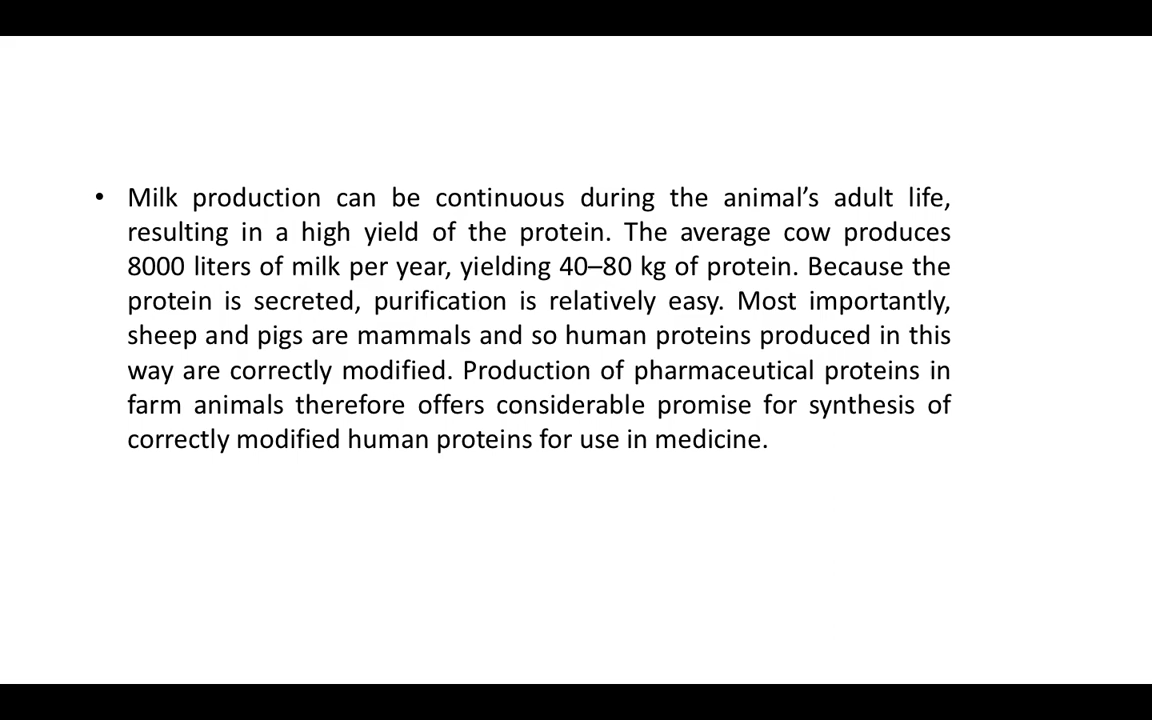 • Milk production can be continuous during the animal’s adult life,
resulting in a high yield of the protein. The average cow produces
8000 liters of milk per year, yielding 40–80 kg of protein. Because the
protein is secreted, purification is relatively easy. Most importantly,
sheep and pigs are mammals and so human proteins produced in this
way are correctly modified. Production of pharmaceutical proteins in
farm animals therefore offers considerable promise for synthesis of
correctly modified human proteins for use in medicine.